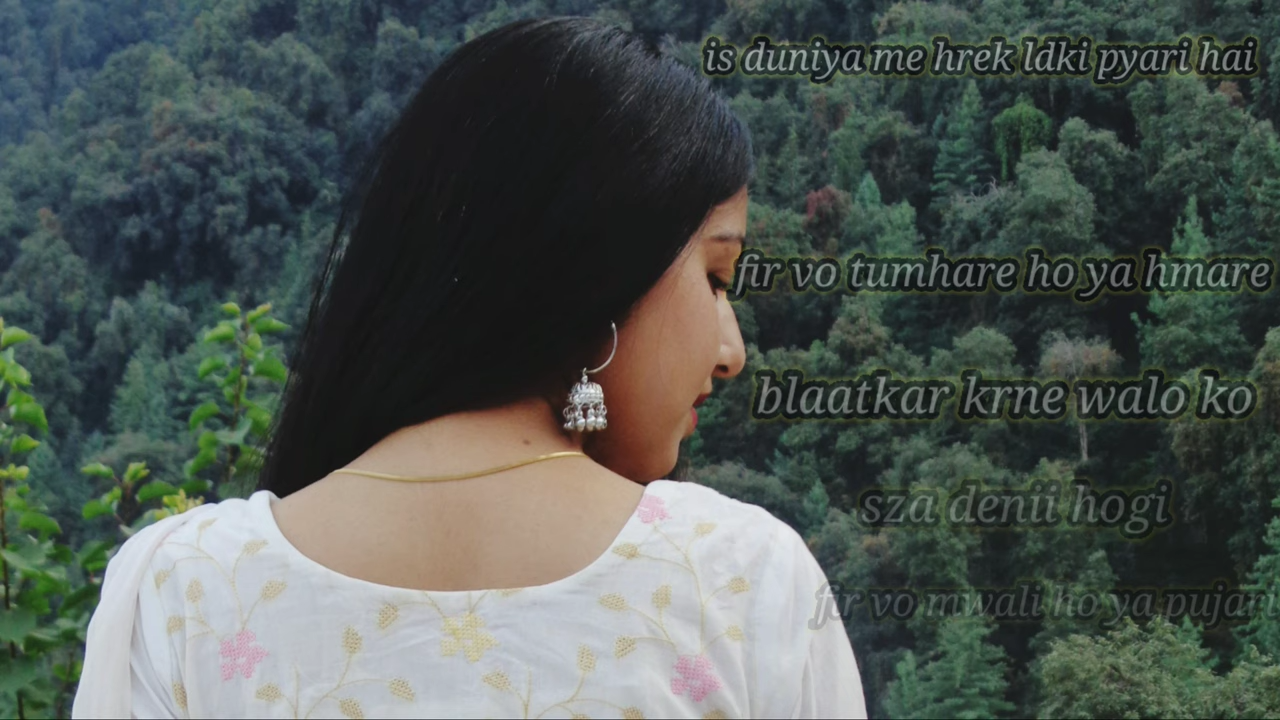 is duniya me hrek ldki pyari hai
fir vo tumhare ho ya hmare
blaatkar krne walo ko
sza denii hogi
fir vo mwali ho ya pujari